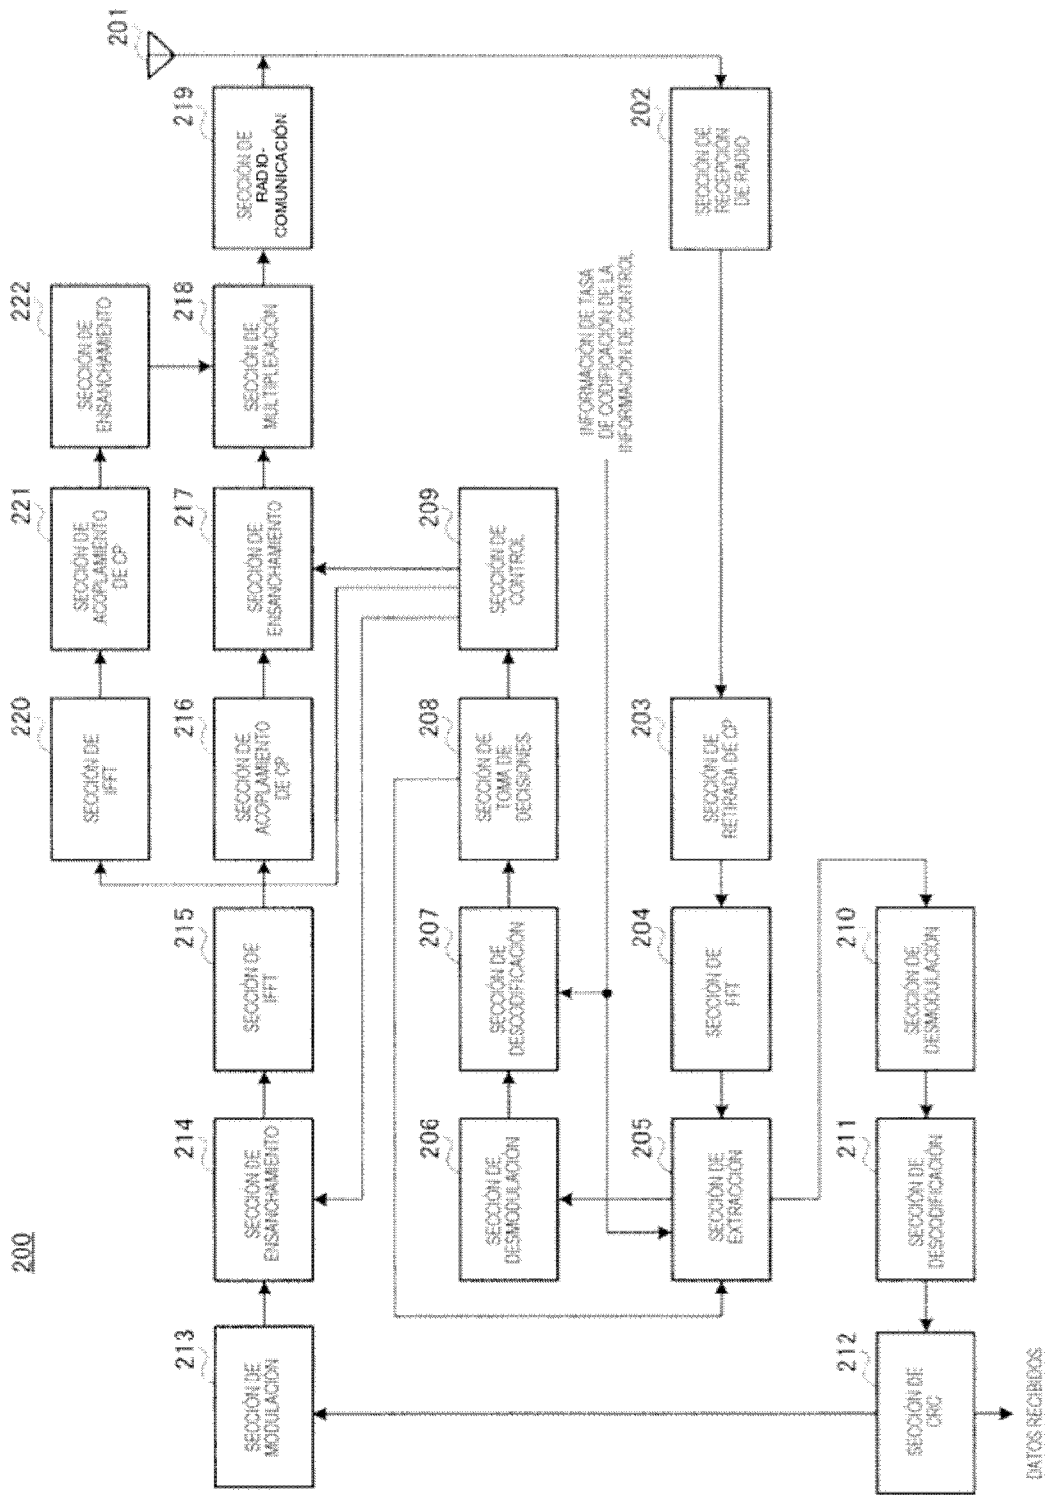 200
201
222
SECCIÓN DE
ENSANCHAMIENTO
221
SECCIÓN DE
ACOPLAMIENTO
DE CP
220
SECCIÓN DE
IFFT
219
SECCIÓN DE
RADIO-
COMUNICACIÓN
218
SECCIÓN DE
MULTIPLEXACIÓN
217
SECCIÓN DE
ENSANCHAMIENTO
216
SECCIÓN DE
ACOPLAMIENTO
DE CP
215
SECCIÓN DE
IFFT
214
SECCIÓN DE
ENSANCHAMIENTO
213
SECCIÓN DE
MODULACIÓN
209
SECCIÓN DE
CONTROL
208
SECCIÓN DE
TOMA DE
DECISIONES
207
SECCIÓN DE
DESCODIFICACIÓN
206
SECCIÓN DE
DESMODULACIÓN
INFORMACIÓN DE TASA
DE CODIFICACIÓN DE LA
INFORMACIÓN DE CONTROL
202
SECCIÓN DE
RECEPCIÓN
DE RADIO
203
SECCIÓN DE
RETIRADA DE CP
204
SECCIÓN DE
FFT
205
SECCIÓN DE
EXTRACCIÓN
210
SECCIÓN DE
DESMODULACIÓN
211
SECCIÓN DE
DESCODIFICACIÓN
212
SECCIÓN DE
CRC
DATOS RECIBIDOS